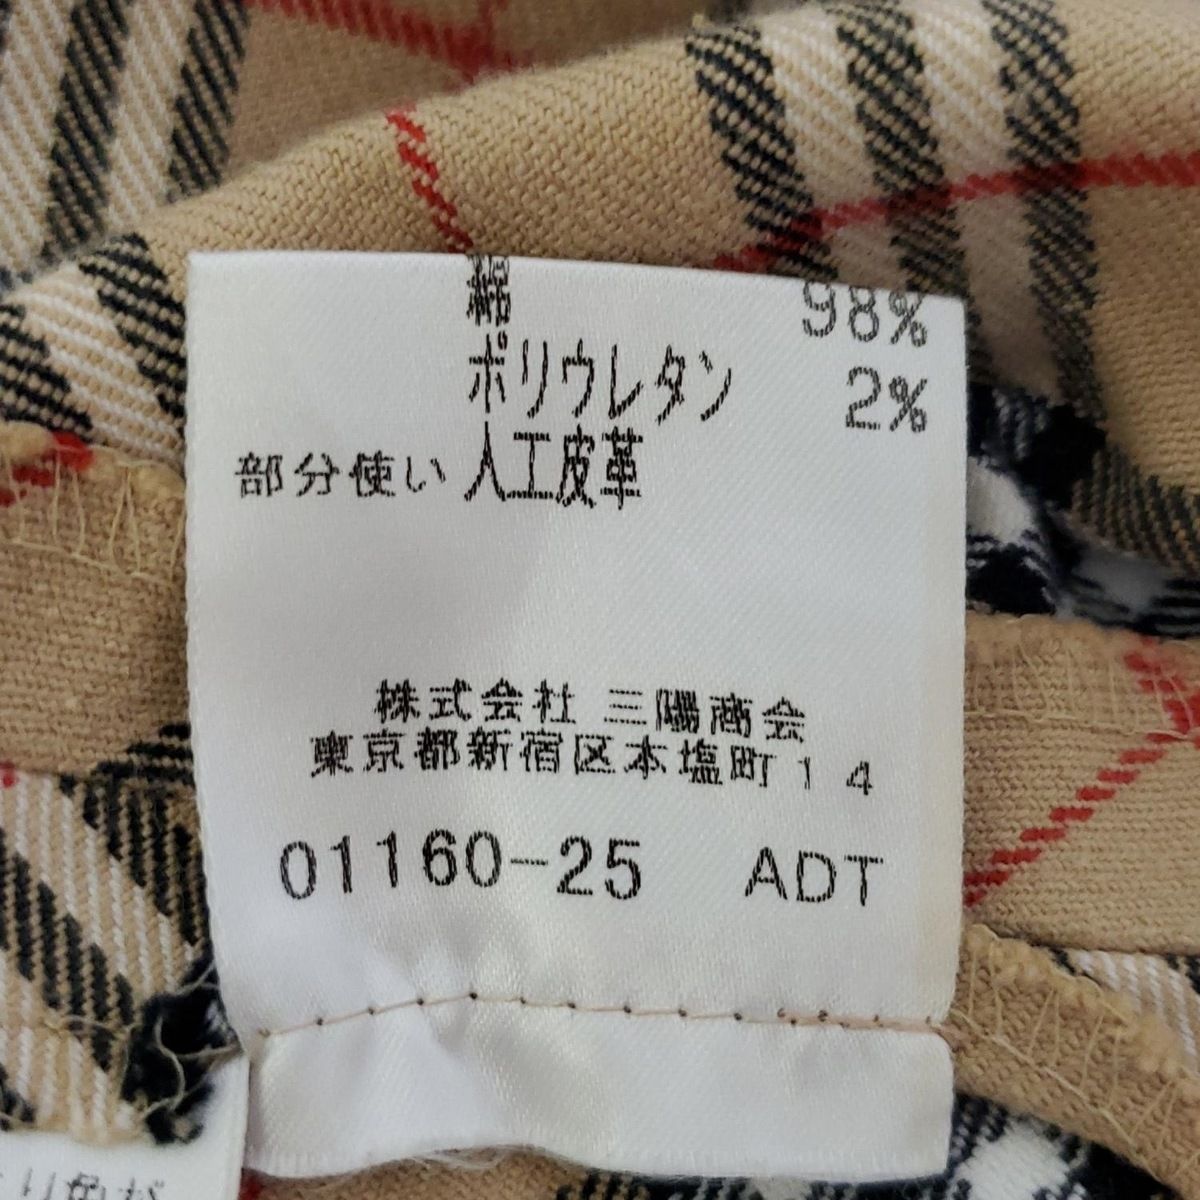 綿 98%
ポリウレタン 2%
部分使い 人工皮革
株式会社 三陽商会
東京都新宿区本塩町14
01160-25 ADT